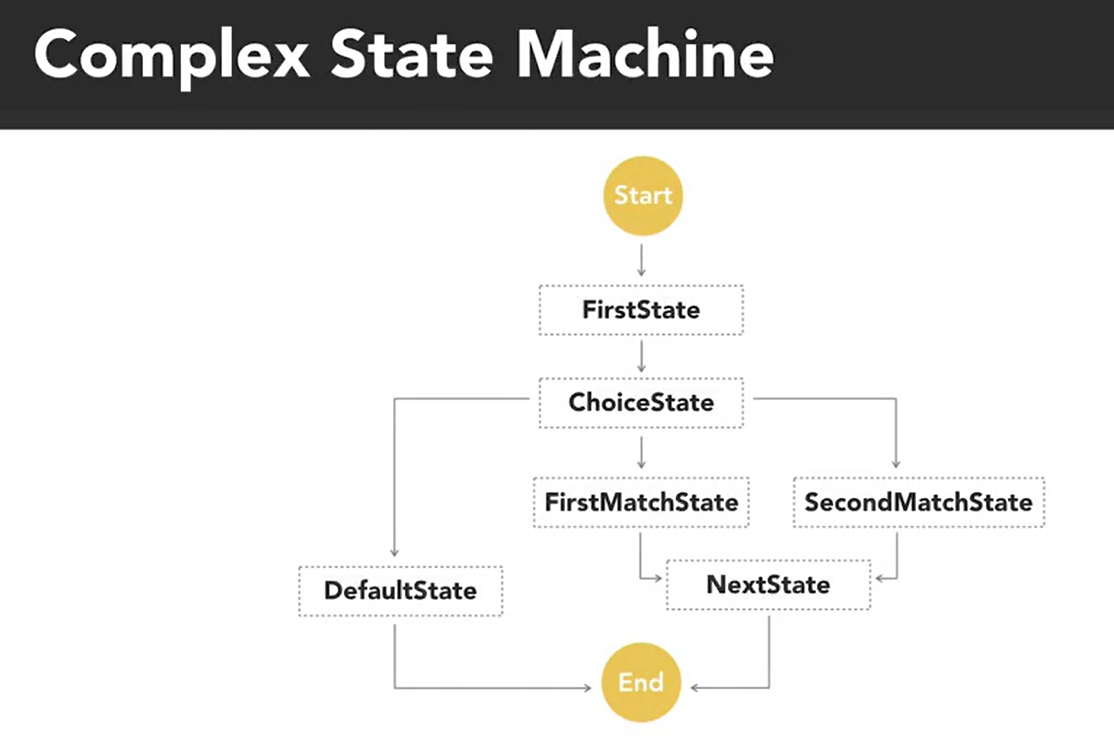 Complex State Machine
Start
FirstState
ChoiceState
FirstMatchState
SecondMatchState
DefaultState
NextState
End